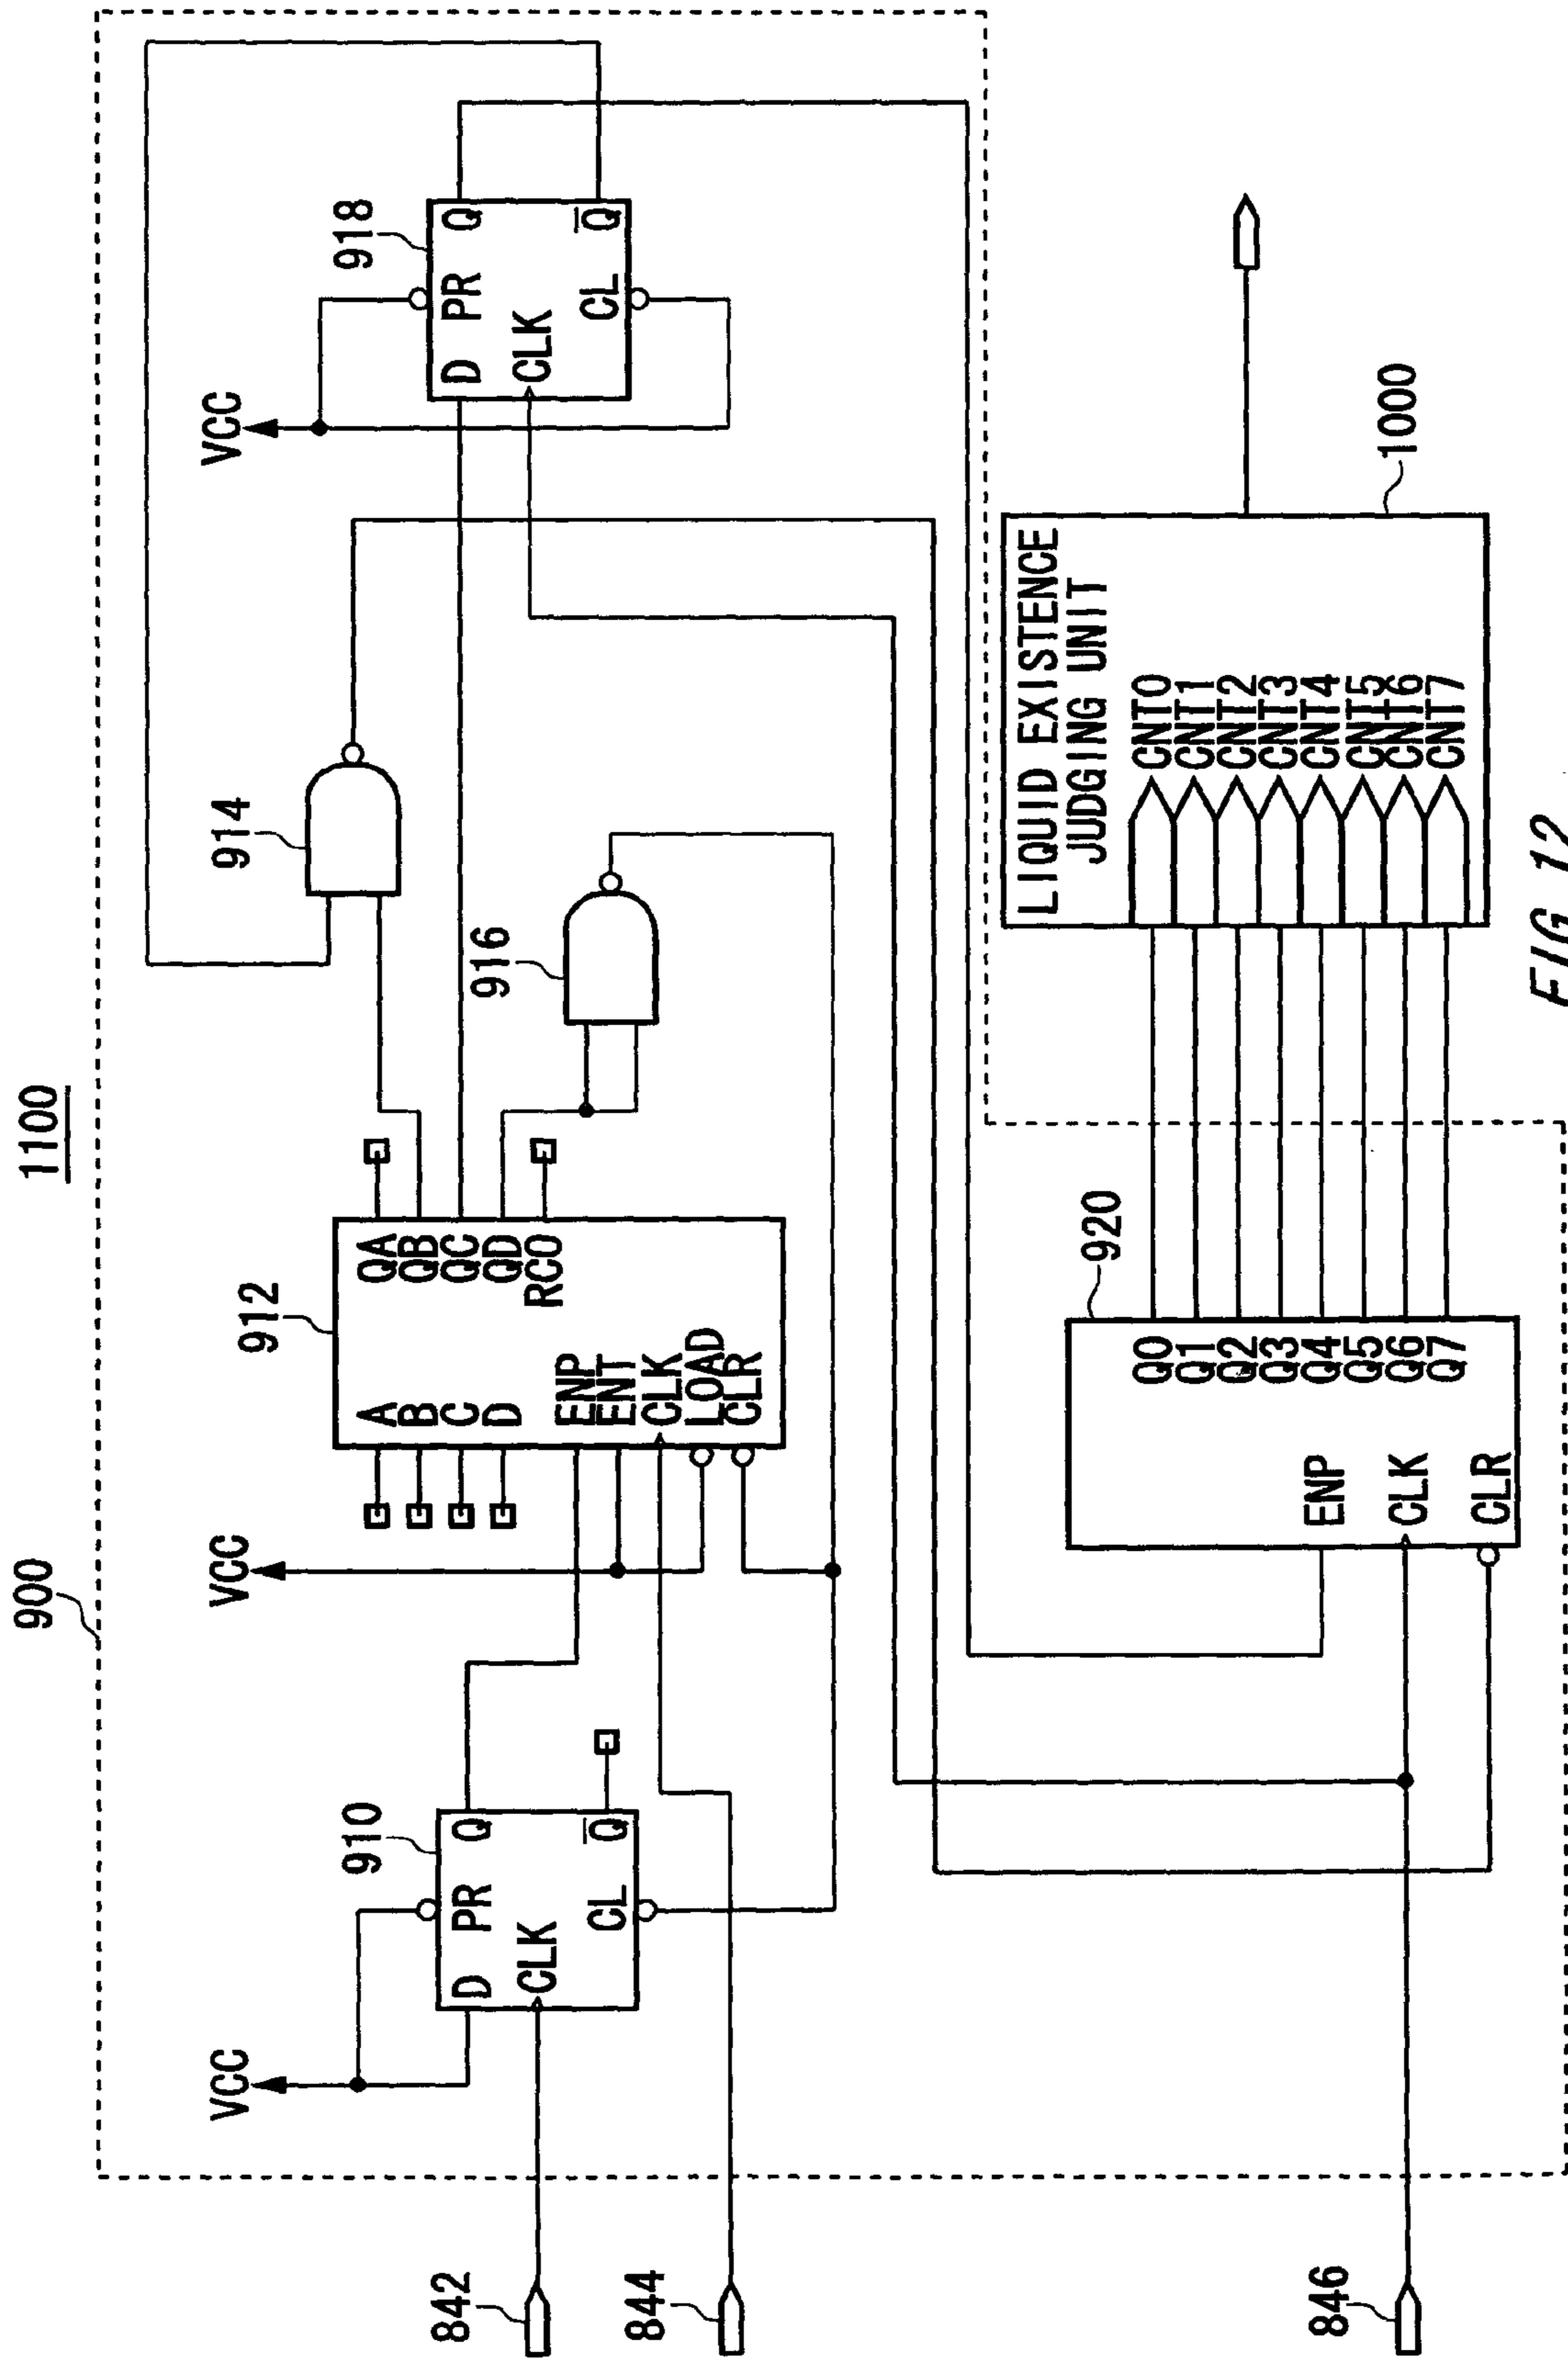 1100
900
VCC
910
D
PR
Q
CLK
CL
Q
VCC
912
A
B
C
D
ENP
ENT
CLK
LOAD
CLR
QA
QB
QC
QD
RCO
914
916
VCC
918
D
PR
Q
CLK
CL
Q
842
844
846
920
ENP
CLK
CLR
Q0
Q1
Q2
Q3
Q4
Q5
Q6
Q7
LIQUID EXISTENCE
JUDGING UNIT
CNT0
CNT1
CNT2
CNT3
CNT4
CNT5
CNT6
CNT7
1000
FIG 12